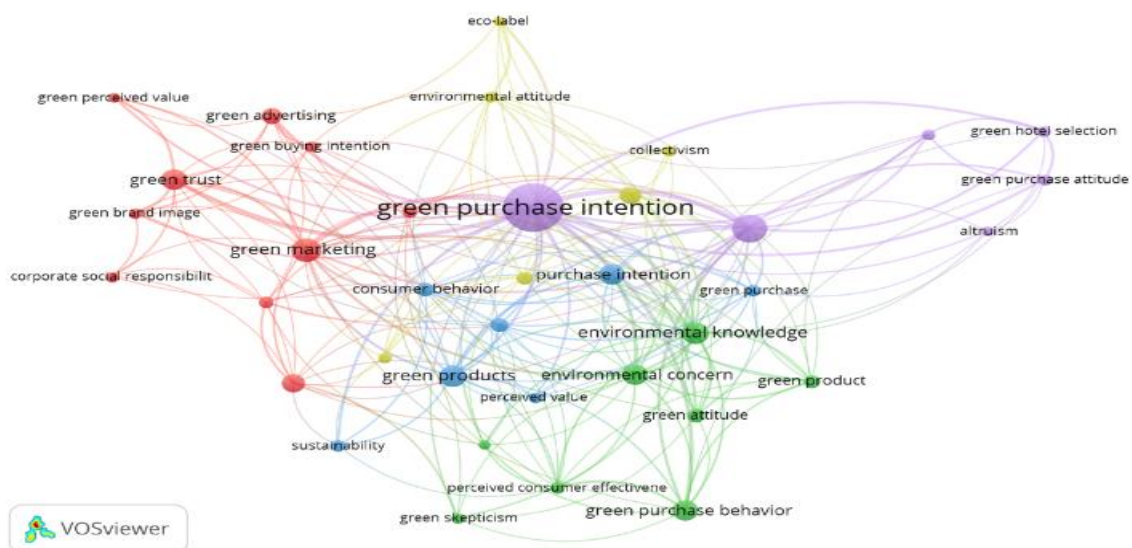 eco-label
green perceived value
environmental attitude
green advertising
green hotel selection
green buying intention
collectivism
green trust
green purchase attitude
green purchase intention
green brand image
altruism
green marketing
corporate social responsibilit
purchase intention
consumer behavior
green purchase
environmental knowledge
green products
environmental concern
green product
perceived value
green attitude
sustainability
perceived consumer effectivene
green purchase behavior
green skepticism
VOSviewer